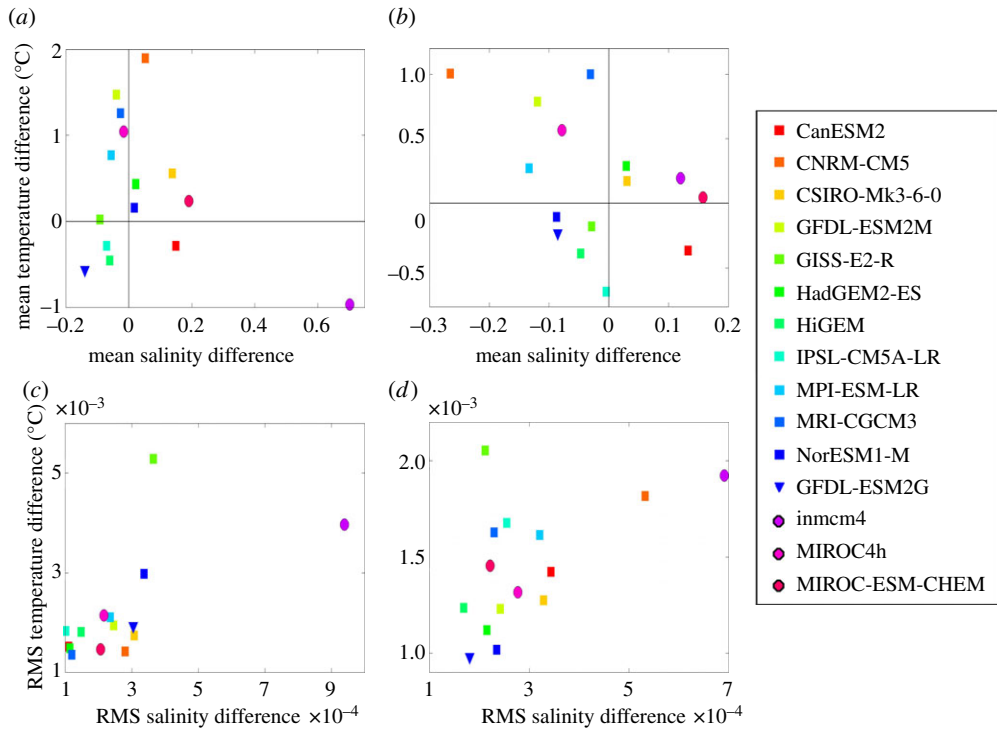 (a)
mean temperature difference (°C)
2
1
0
−1
−0.2 0 0.2 0.4 0.6
mean salinity difference
(b)
1.0
0.5
0
−0.5
−0.3 −0.2 −0.1 0 0.1 0.2
mean salinity difference
(c)
×10⁻³
RMS temperature difference (°C)
5
3
1
1 3 5 7 9
RMS salinity difference ×10⁻⁴
(d)
×10⁻³
2.0
1.5
1.0
1 3 5 7
RMS salinity difference ×10⁻⁴
CanESM2
CNRM-CM5
CSIRO-Mk3-6-0
GFDL-ESM2M
GISS-E2-R
HadGEM2-ES
HiGEM
IPSL-CM5A-LR
MPI-ESM-LR
MRI-CGCM3
NorESM1-M
GFDL-ESM2G
inmcm4
MIROC4h
MIROC-ESM-CHEM